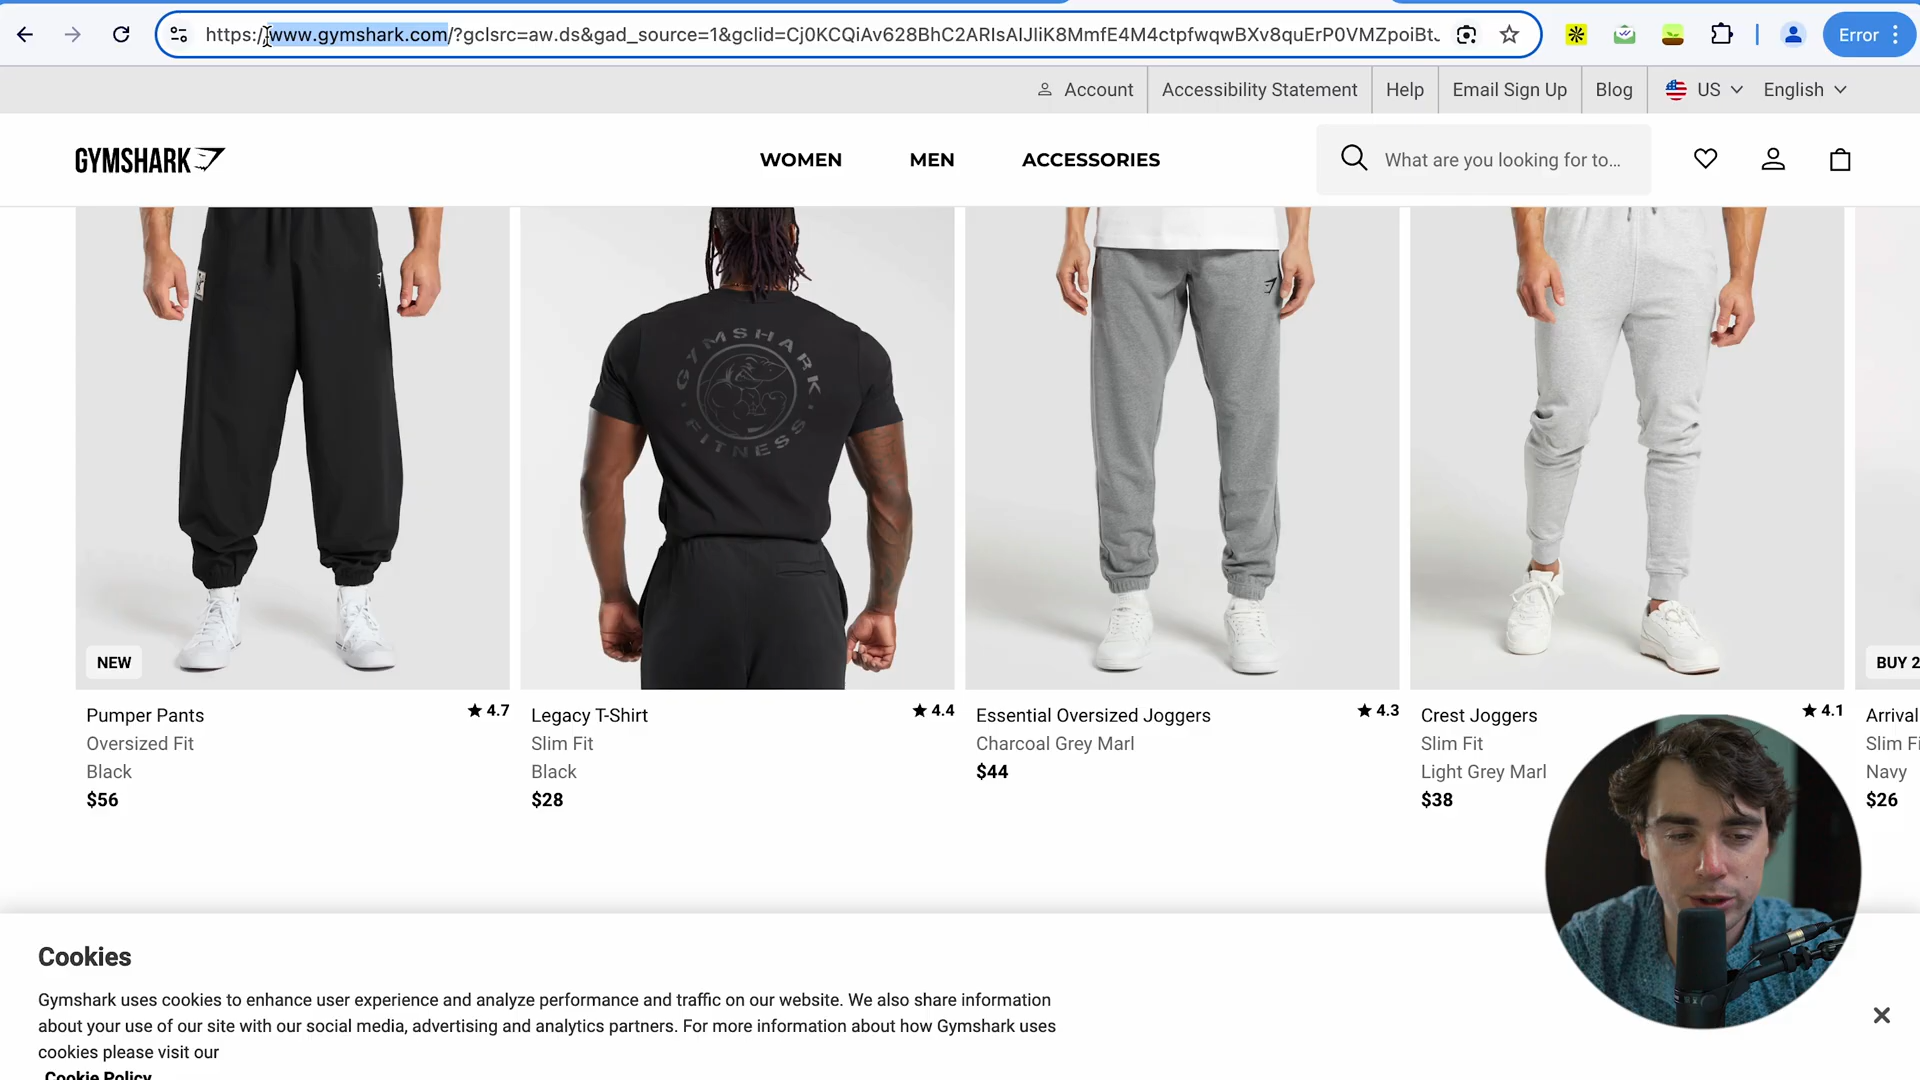 https://www.gymshark.com/?gclsrc=aw.ds&gad_source=1&gclid=Cj0KCQiAv628BhC2ARIsAIJIiK8MmfE4M4ctpfwqwBXv8quErP0VMZpoiBtJ
Error
Account
Accessibility Statement
Help
Email Sign Up
Blog
US
English
GYMSHARK
WOMEN
MEN
ACCESSORIES
What are you looking for to...
GYMSHARK
FITNESS
NEW
BUY 2
Pumper Pants
4.7
Oversized Fit
Black
$56
Legacy T-Shirt
4.4
Slim Fit
Black
$28
Essential Oversized Joggers
4.3
Charcoal Grey Marl
$44
Crest Joggers
4.1
Slim Fit
Light Grey Marl
$38
Arrival
Slim Fi
Navy
$26
Cookies
Gymshark uses cookies to enhance user experience and analyze performance and traffic on our website. We also share information
about your use of our site with our social media, advertising and analytics partners. For more information about how Gymshark uses
cookies please visit our
Cookie Policy